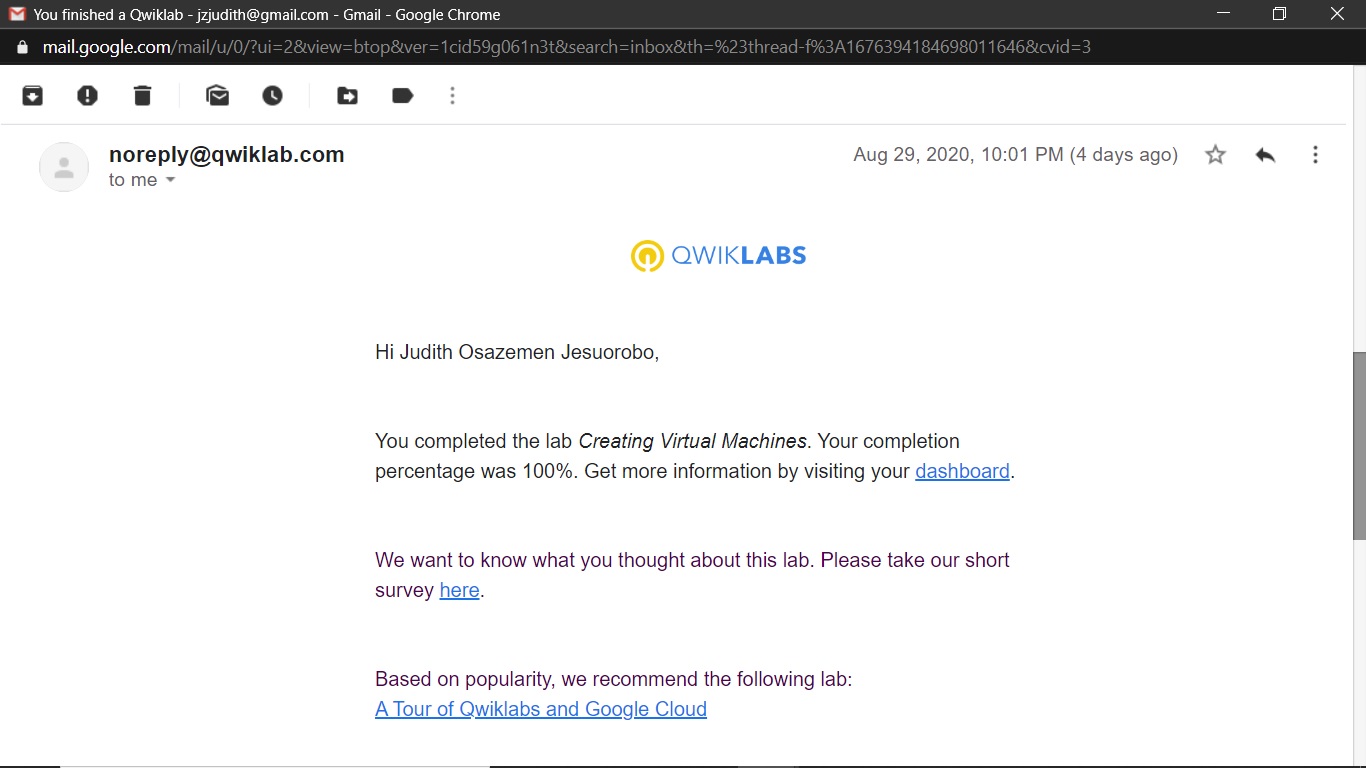 You finished a Qwiklab - jzjudith@gmail.com - Gmail - Google Chrome
mail.google.com/mail/u/0/?ui=2&view=btop&ver=1cid59g061n3t&search=inbox&th=%23thread-f%3A1676394184698011646&cvid=3
noreply@qwiklab.com
Aug 29, 2020, 10:01 PM (4 days ago)
to me
QWIKLABS
Hi Judith Osazemen Jesuorobo,
You completed the lab Creating Virtual Machines. Your completion
percentage was 100%. Get more information by visiting your dashboard.
We want to know what you thought about this lab. Please take our short
survey here.
Based on popularity, we recommend the following lab:
A Tour of Qwiklabs and Google Cloud